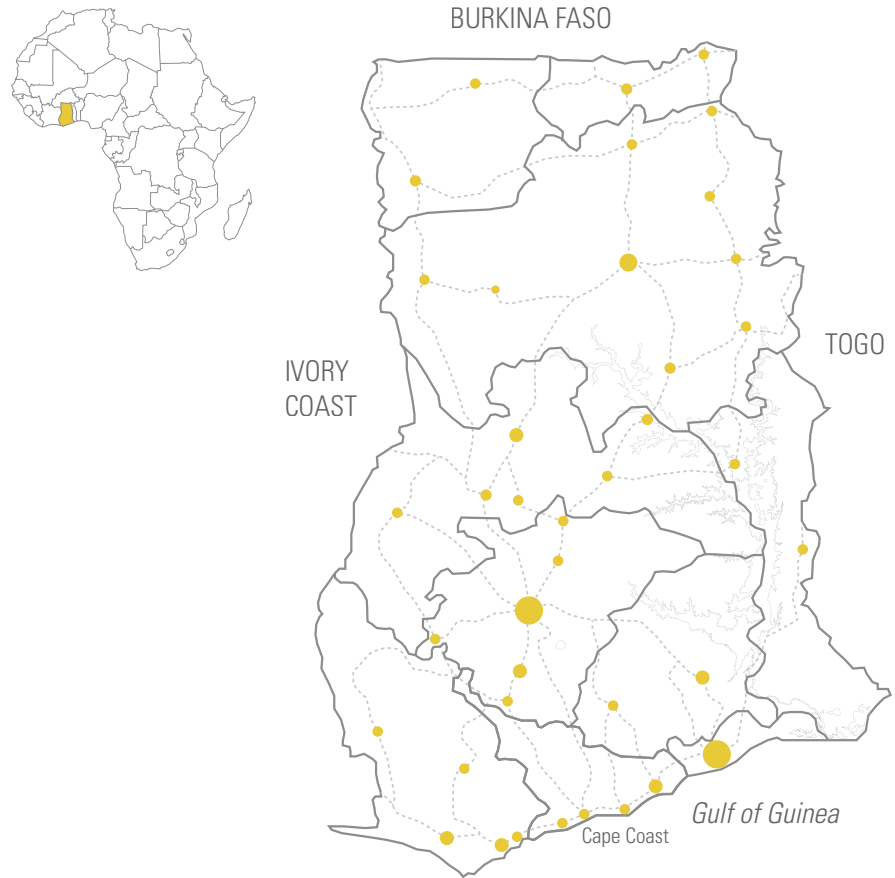 BURKINA FASO
TOGO
IVORY
COAST
Gulf of Guinea
Cape Coast